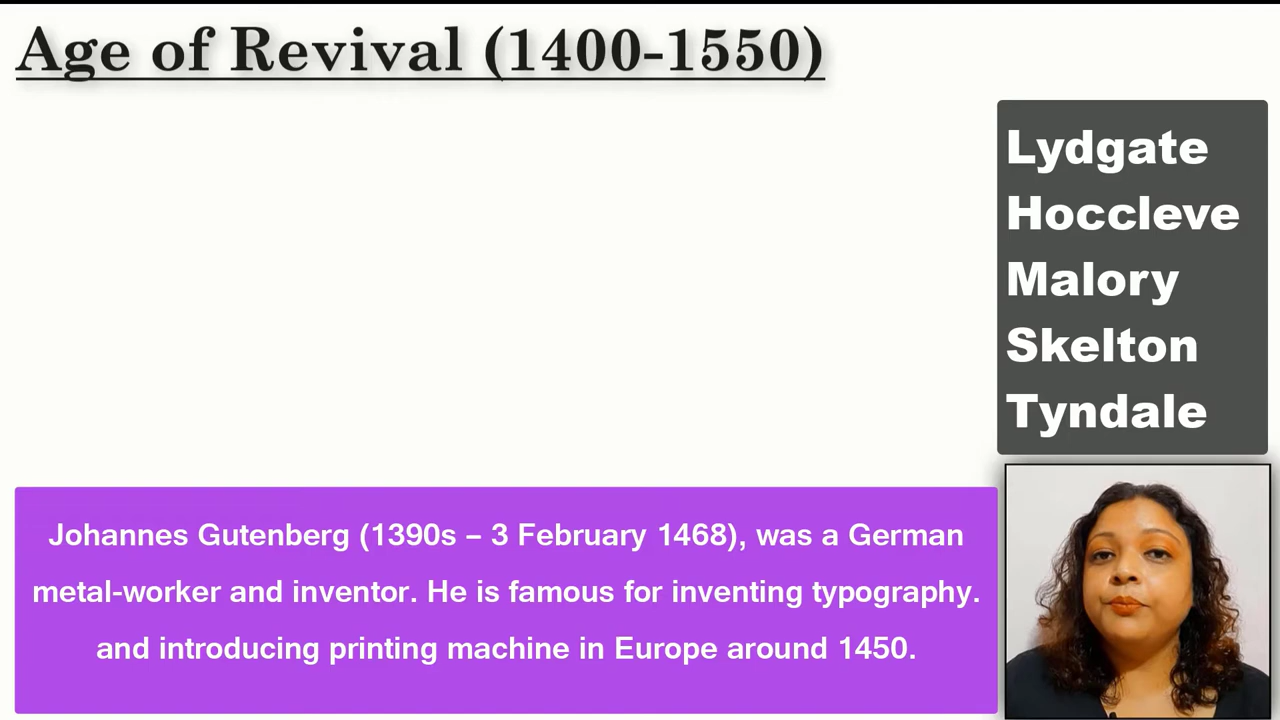 Age of Revival (1400-1550)
Lydgate
Hoccleve
Malory
Skelton
Tyndale
Johannes Gutenberg (1390s – 3 February 1468), was a German
metal-worker and inventor. He is famous for inventing typography.
and introducing printing machine in Europe around 1450.